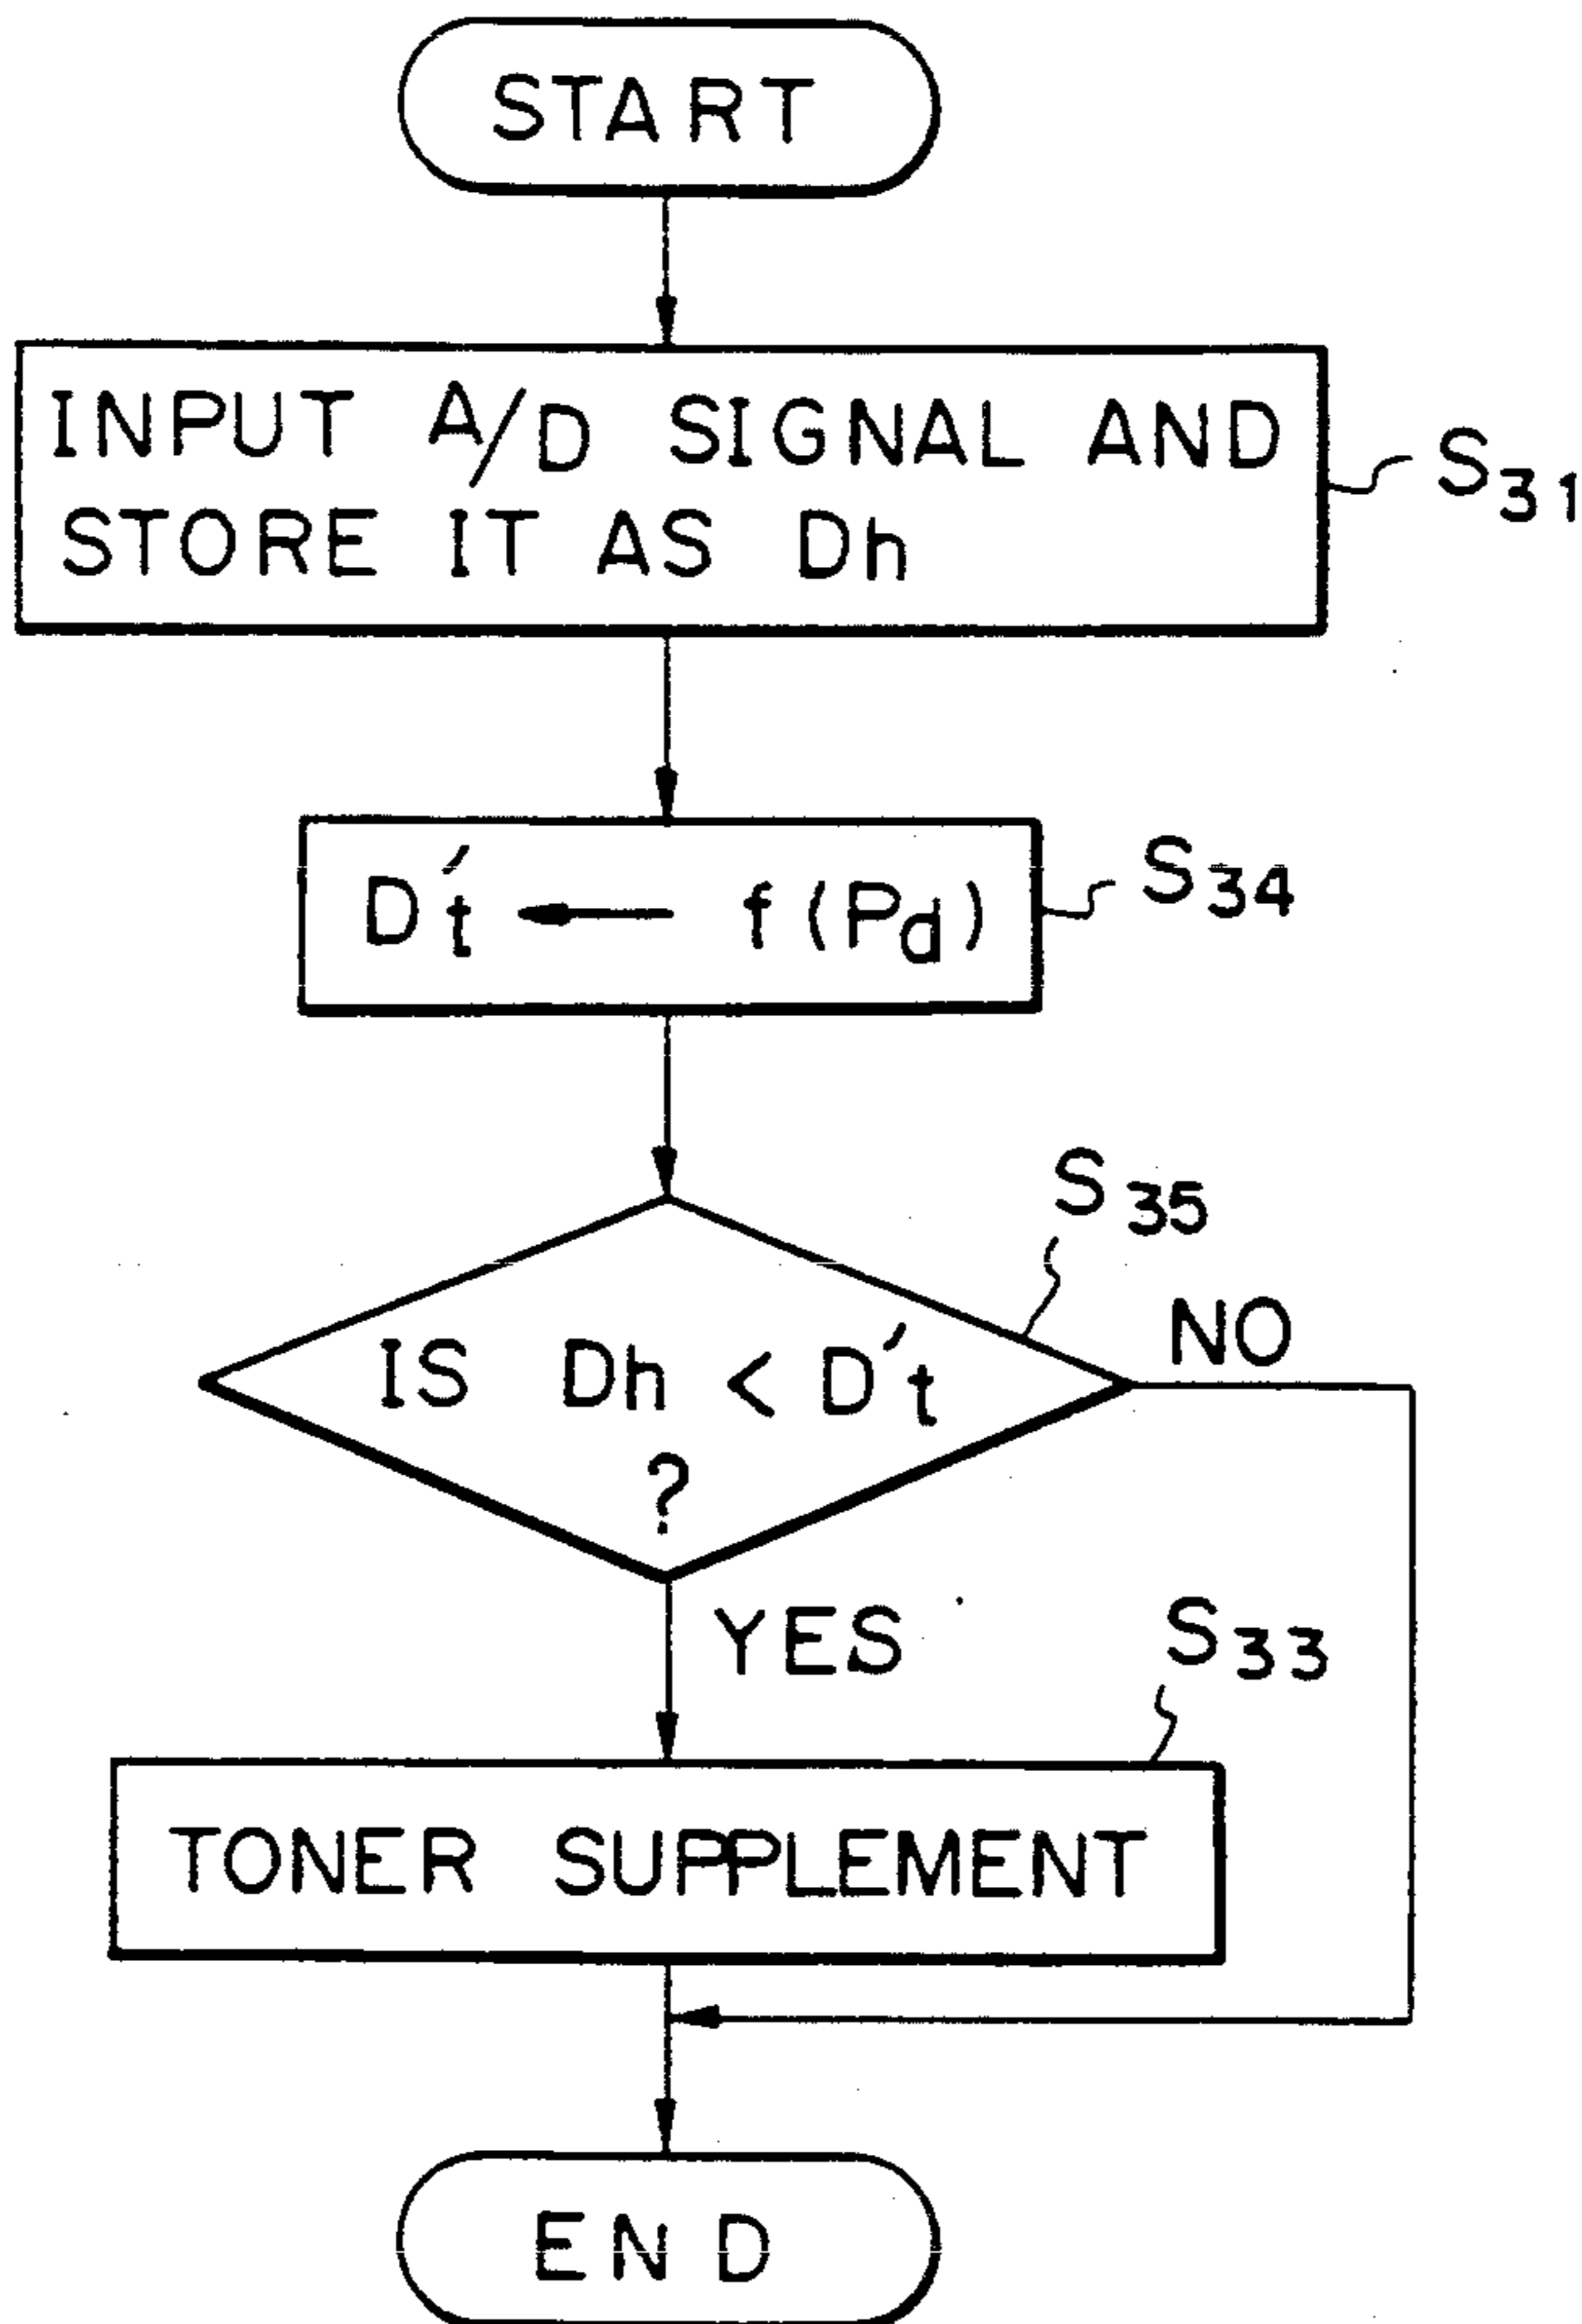 START
INPUT A/D SIGNAL AND
STORE IT AS Dh
S31
D't ← f(Pd)
S34
S35
IS Dh < D't
?
NO
YES
S33
TONER SUPPLEMENT
END